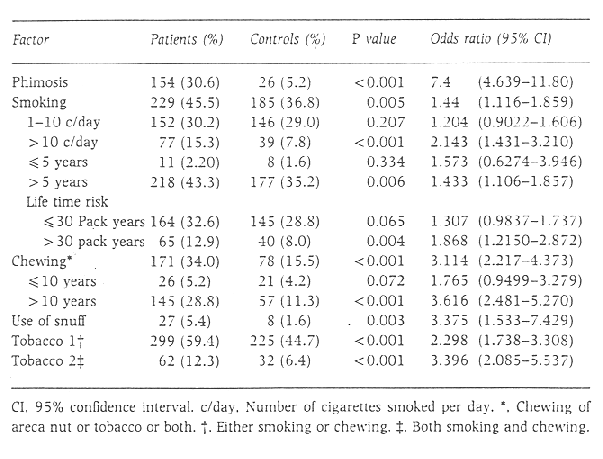 Factor Patients (%) Controls (%) P value Odds ratio (95% CI)
Phimosis 154 (30.6) 26 (5.2) <0.001 7.4 (4.639–11.80)
Smoking 229 (45.5) 185 (36.8) 0.005 1.44 (1.116–1.859)
1–10 c/day 152 (30.2) 146 (29.0) 0.207 1.204 (0.9022–1.606)
>10 c/day 77 (15.3) 39 (7.8) <0.001 2.143 (1.431–3.210)
⩽5 years 11 (2.20) 8 (1.6) 0.334 1.573 (0.6274–3.946)
>5 years 218 (43.3) 177 (35.2) 0.006 1.433 (1.106–1.857)
Life time risk
⩽30 Pack years 164 (32.6) 145 (28.8) 0.065 1.307 (0.9837–1.737)
>30 pack years 65 (12.9) 40 (8.0) 0.004 1.868 (1.2150–2.872)
Chewing* 171 (34.0) 78 (15.5) <0.001 3.114 (2.217–4.373)
⩽10 years 26 (5.2) 21 (4.2) 0.072 1.765 (0.9499–3.279)
>10 years 145 (28.8) 57 (11.3) <0.001 3.616 (2.481–5.270)
Use of snuff 27 (5.4) 8 (1.6) 0.003 3.375 (1.533–7.429)
Tobacco 1† 299 (59.4) 225 (44.7) <0.001 2.298 (1.738–3.308)
Tobacco 2‡ 62 (12.3) 32 (6.4) <0.001 3.396 (2.085–5.537)
CI, 95% confidence interval. c/day, Number of cigarettes smoked per day. *, Chewing of
areca nut or tobacco or both. †, Either smoking or chewing. ‡, Both smoking and chewing.